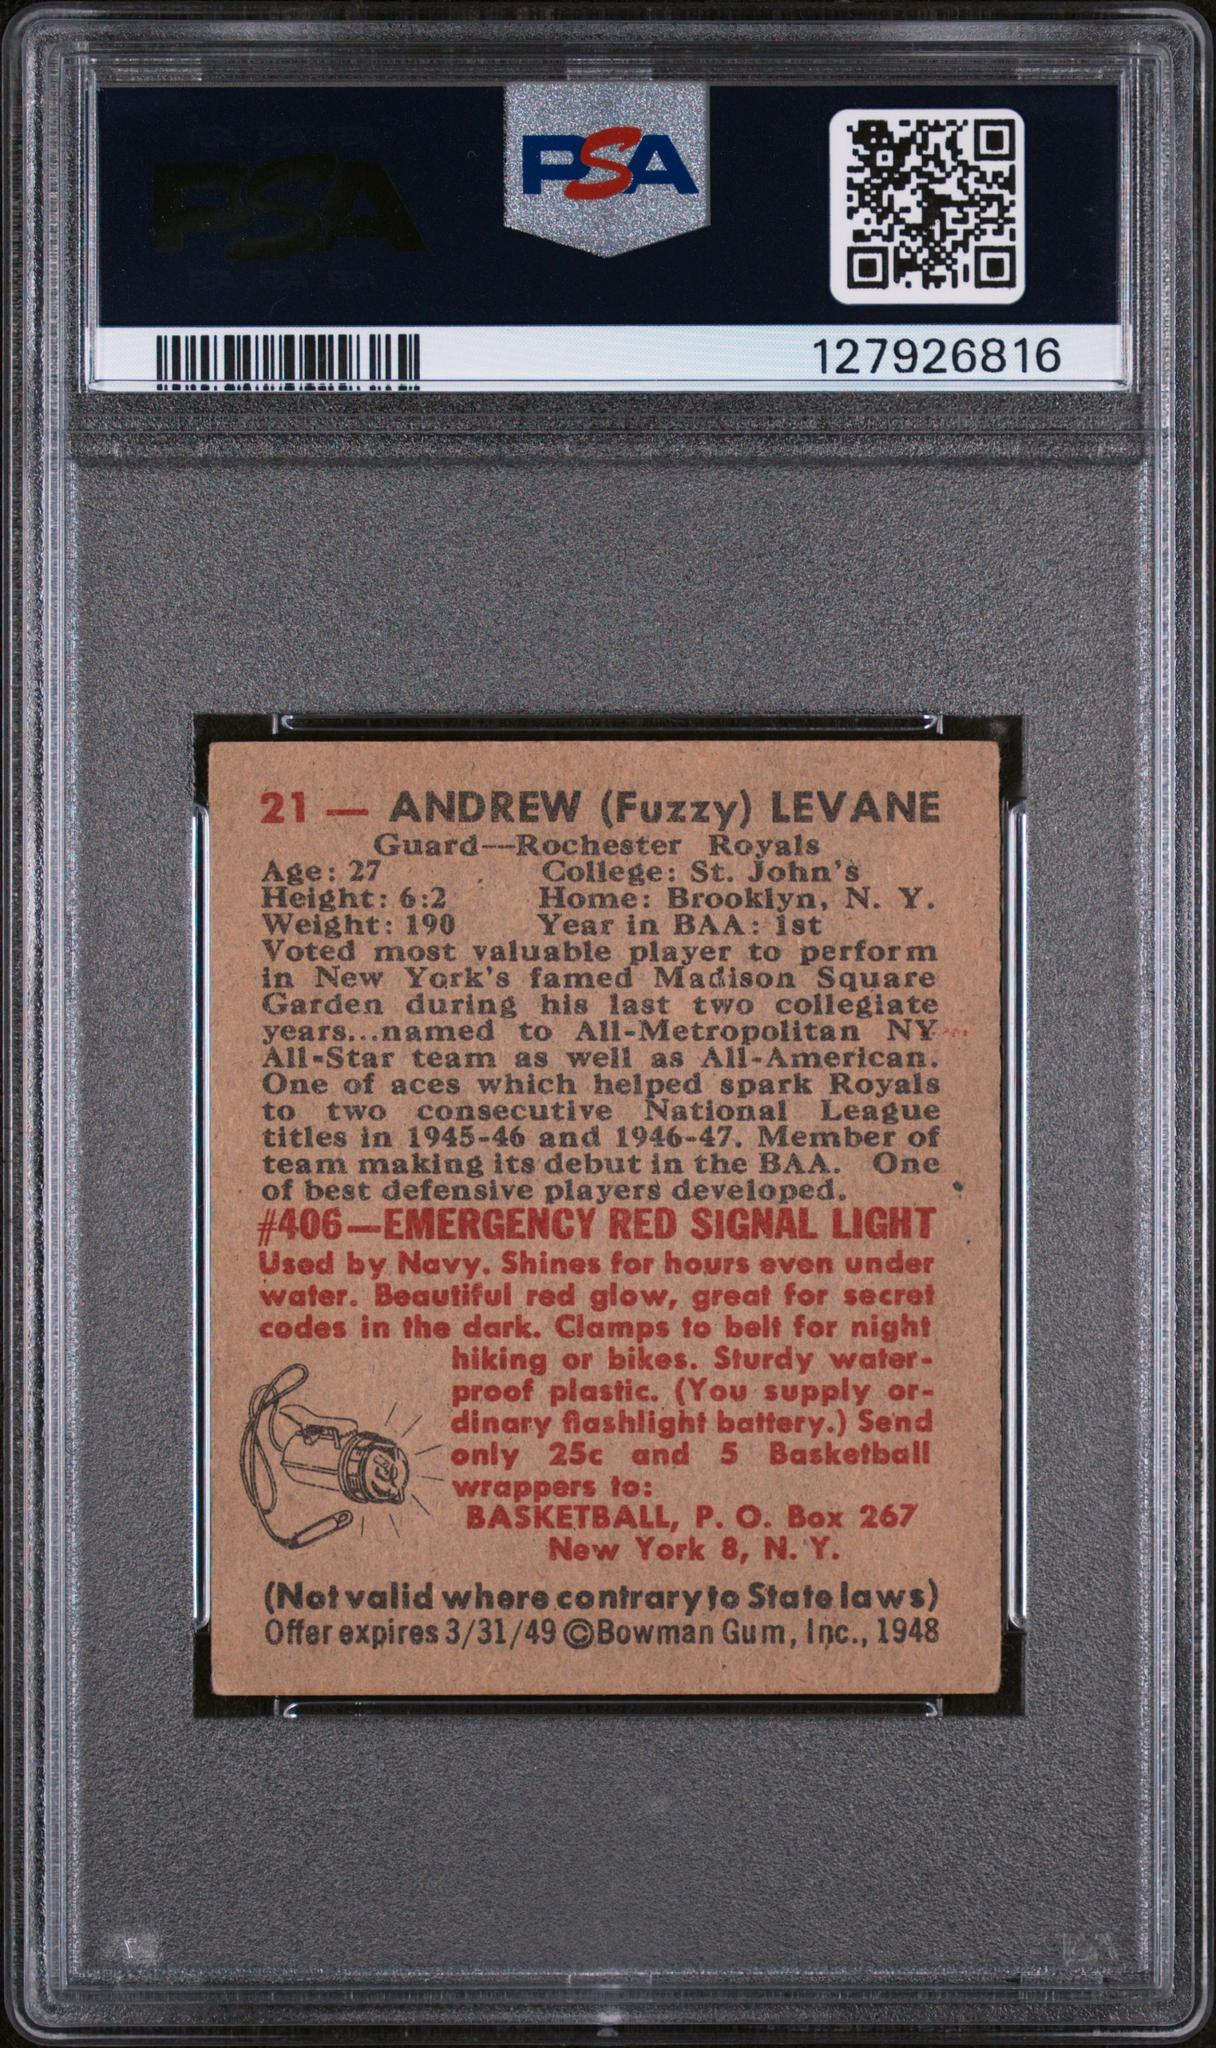 PSA
PSA
127926816
21 — ANDREW (Fuzzy) LEVANE
Guard—Rochester Royals
Age: 27 College: St. John's
Height: 6:2 Home: Brooklyn, N. Y.
Weight: 190 Year in BAA: 1st
Voted most valuable player to perform
in New York's famed Madison Square
Garden during his last two collegiate
years...named to All-Metropolitan NY
All-Star team as well as All-American.
One of aces which helped spark Royals
to two consecutive National League
titles in 1945-46 and 1946-47. Member of
team making its debut in the BAA. One
of best defensive players developed.
#406—EMERGENCY RED SIGNAL LIGHT
Used by Navy. Shines for hours even under
water. Beautiful red glow, great for secret
codes in the dark. Clamps to belt for night
hiking or bikes. Sturdy water-
proof plastic. (You supply or-
dinary flashlight battery.) Send
only 25c and 5 Basketball
wrappers to:
BASKETBALL, P. O. Box 267
New York 8, N. Y.
(Not valid where contrary to State laws)
Offer expires 3/31/49 ©Bowman Gum, Inc., 1948